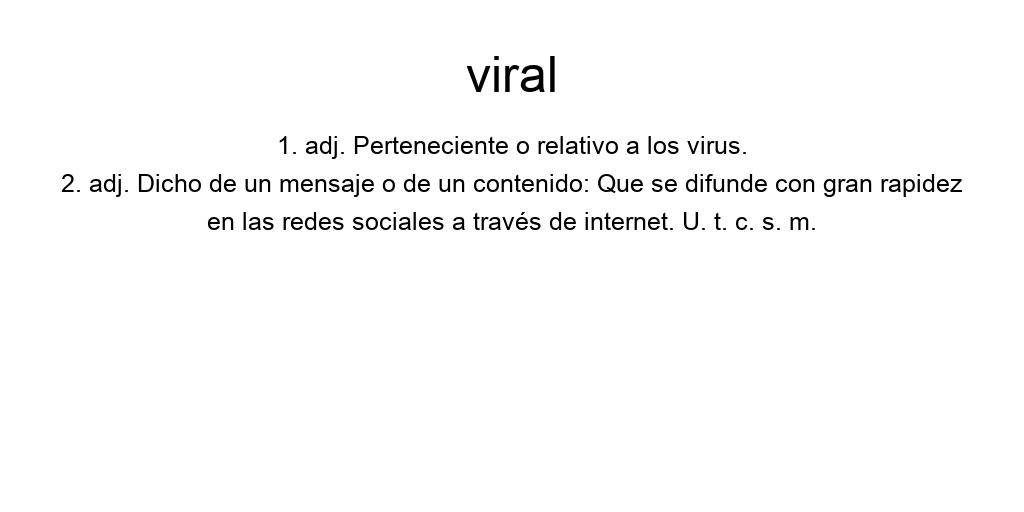 viral
1. adj. Perteneciente o relativo a los virus.
2. adj. Dicho de un mensaje o de un contenido: Que se difunde con gran rapidez
en las redes sociales a través de internet. U. t. c. s. m.